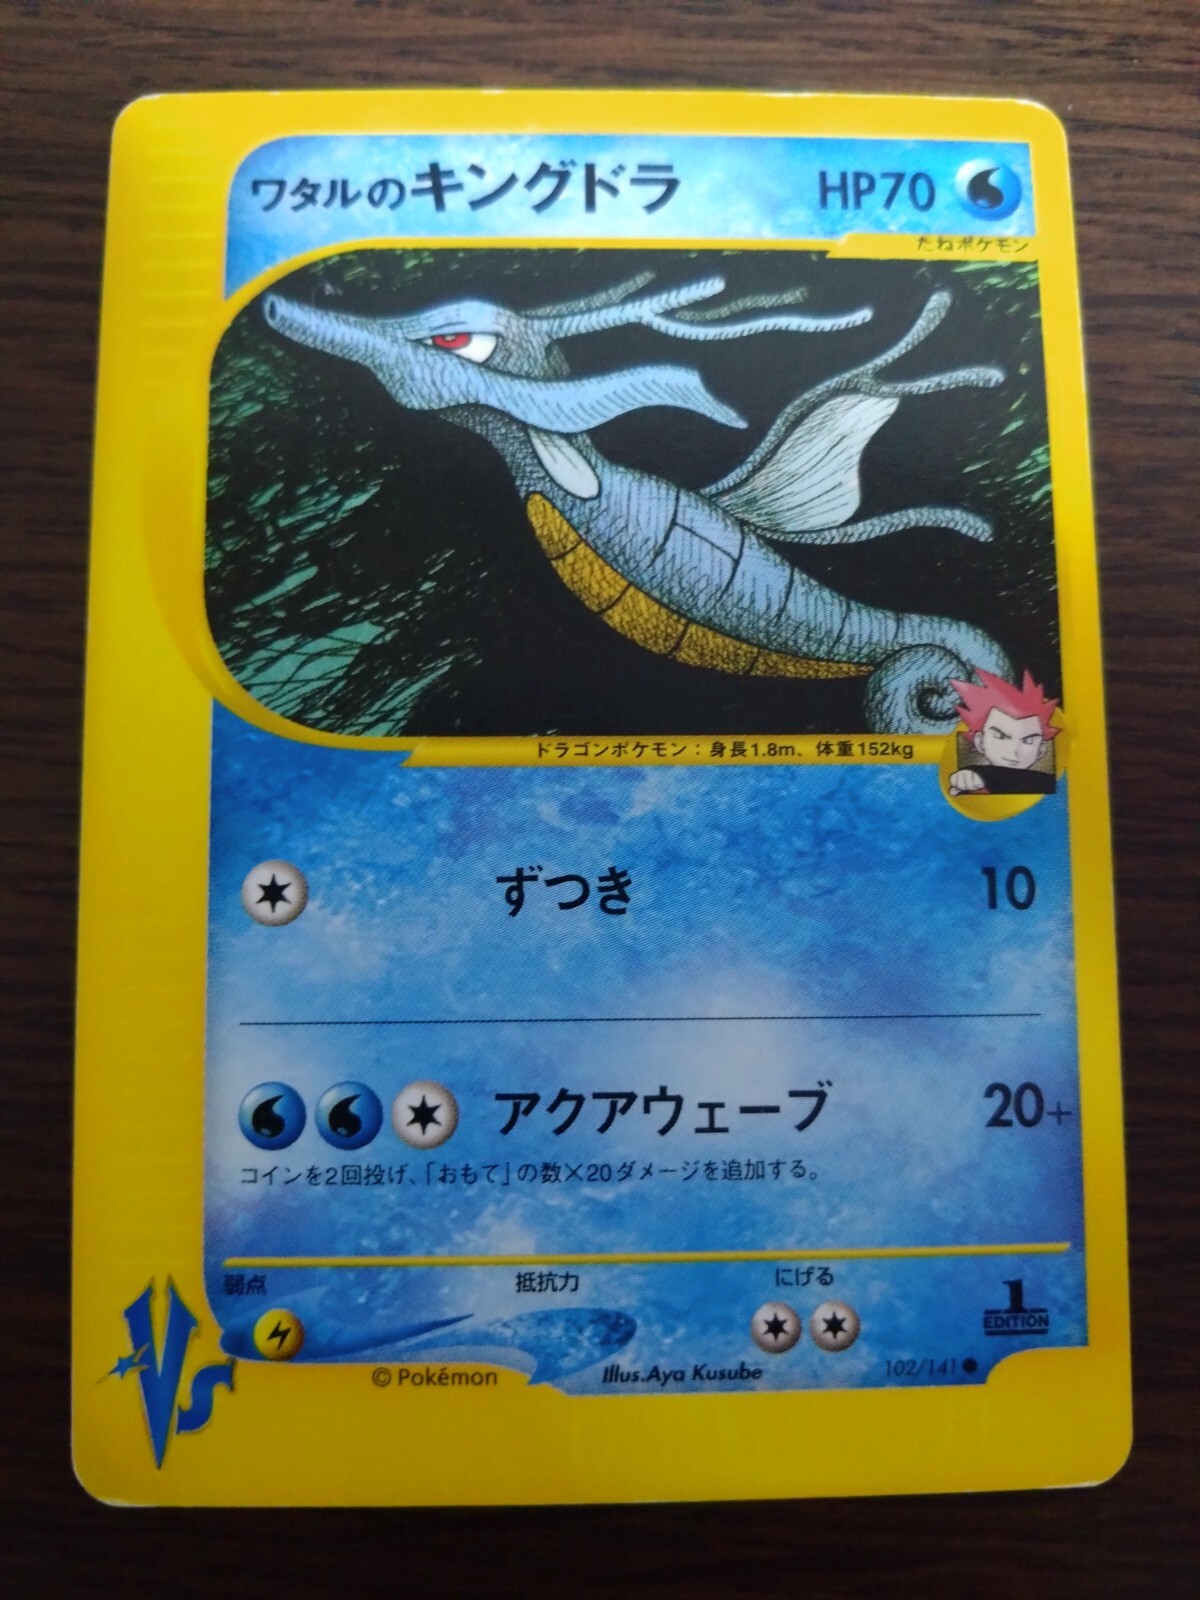 ワタルのキングドラ HP70
たねポケモン
ドラゴンポケモン：身長1.8m、体重152kg
ずつき 10
アクアウェーブ 20+
コインを2回投げ、「おもて」の数×20ダメージを追加する。
弱点 抵抗力 にげる
1
EDITION
VS
© Pokémon Illus.Aya Kusube 102/141●